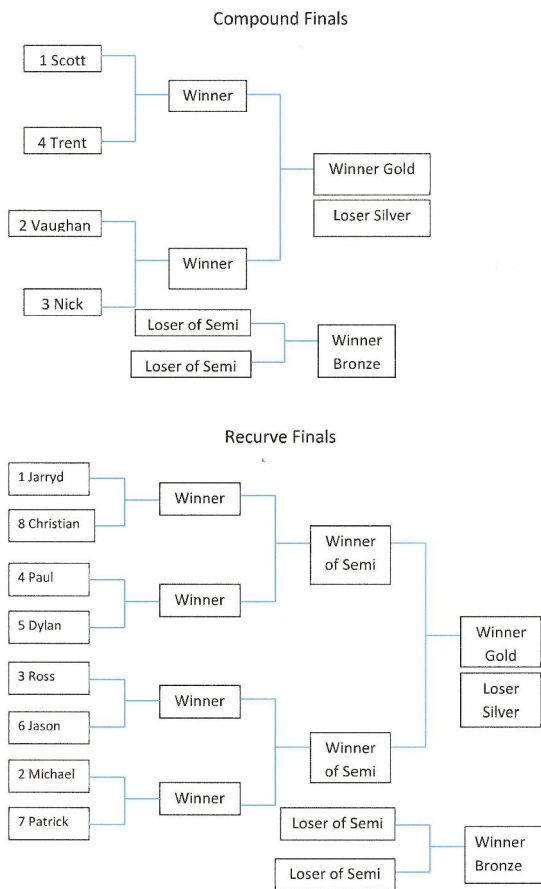 Compound Finals
1 Scott
Winner
4 Trent
Winner Gold
Loser Silver
2 Vaughan
Winner
3 Nick
Loser of Semi
Loser of Semi
Winner
Bronze
Recurve Finals
1 Jarryd
Winner
8 Christian
Winner
of Semi
4 Paul
Winner
5 Dylan
Winner
Gold
Loser
Silver
3 Ross
Winner
6 Jason
Winner
of Semi
2 Michael
Winner
7 Patrick
Loser of Semi
Loser of Semi
Winner
Bronze